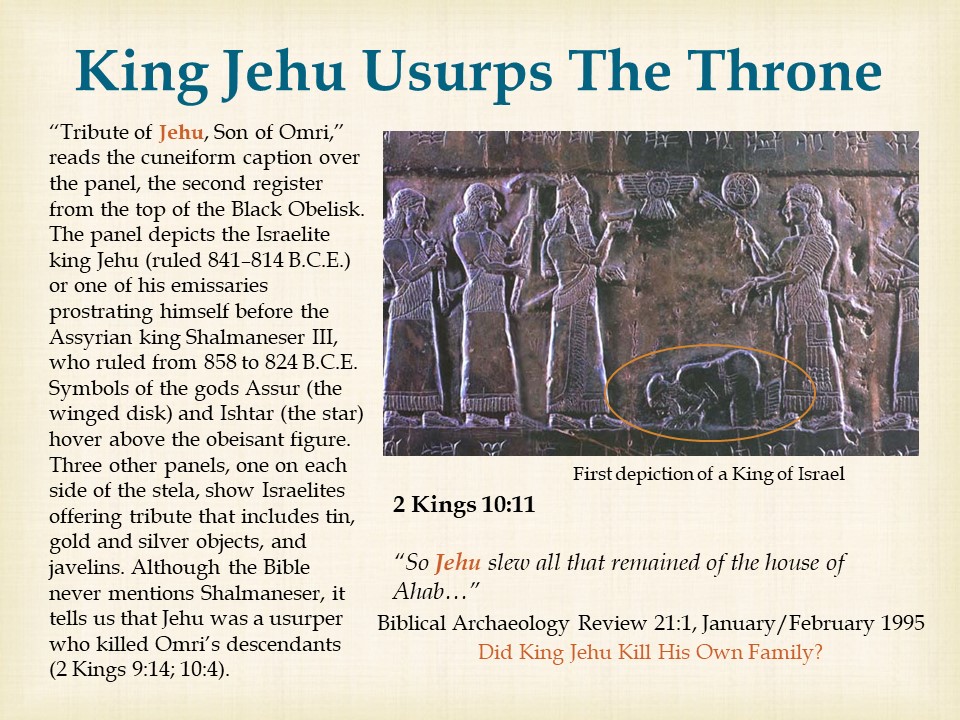 King Jehu Usurps The Throne
“Tribute of Jehu, Son of Omri,”
reads the cuneiform caption over
the panel, the second register
from the top of the Black Obelisk.
The panel depicts the Israelite
king Jehu (ruled 841–814 B.C.E.)
or one of his emissaries
prostrating himself before the
Assyrian king Shalmaneser III,
who ruled from 858 to 824 B.C.E.
Symbols of the gods Assur (the
winged disk) and Ishtar (the star)
hover above the obeisant figure.
Three other panels, one on each
side of the stela, show Israelites
offering tribute that includes tin,
gold and silver objects, and
javelins. Although the Bible
never mentions Shalmaneser, it
tells us that Jehu was a usurper
who killed Omri’s descendants
(2 Kings 9:14; 10:4).
First depiction of a King of Israel
2 Kings 10:11
“So Jehu slew all that remained of the house of
Ahab…”
Biblical Archaeology Review 21:1, January/February 1995
Did King Jehu Kill His Own Family?